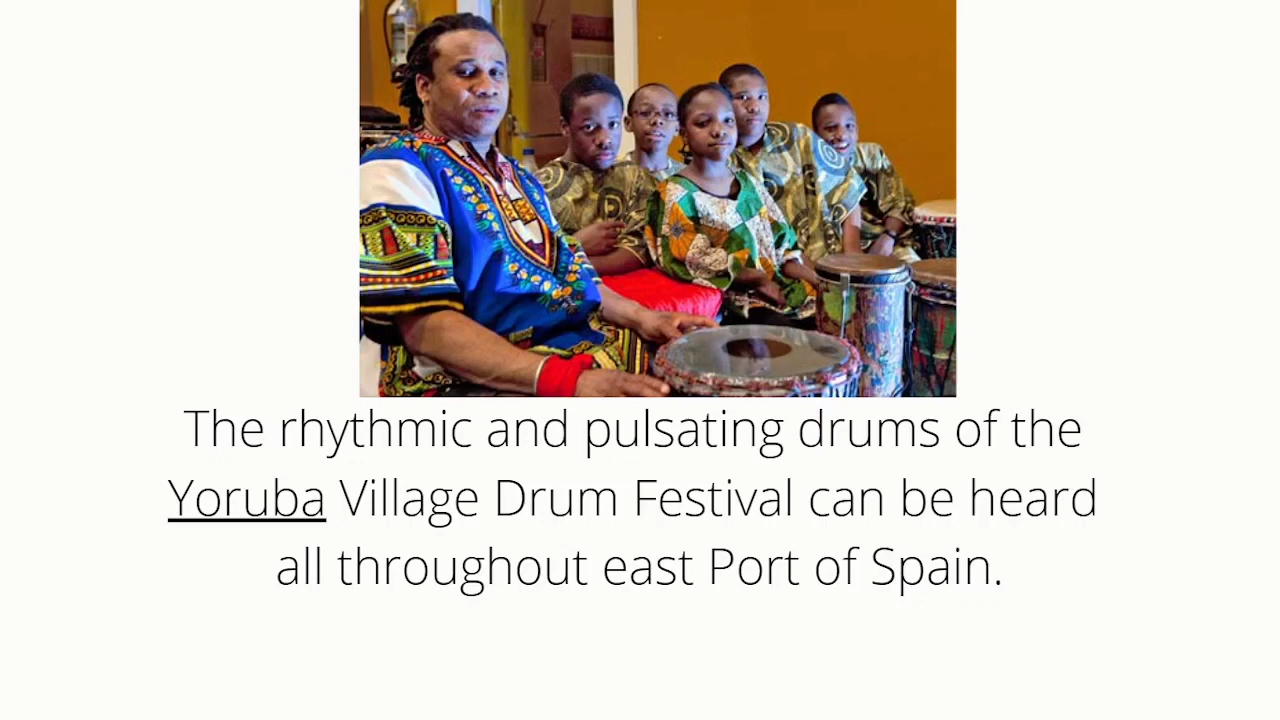 The rhythmic and pulsating drums of the
Yoruba Village Drum Festival can be heard
all throughout east Port of Spain.